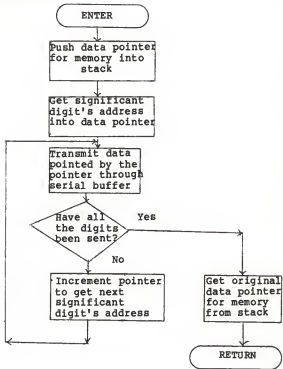 ENTER
Push data pointer
for memory into
stack
Get significant
digit's address
into data pointer
Transmit data
pointed by the
pointer through
serial buffer
Have all
the digits
been sent?
Yes
No
Increment pointer
to get next
significant
digit's address
Get original
data pointer
for memory
from stack
RETURN